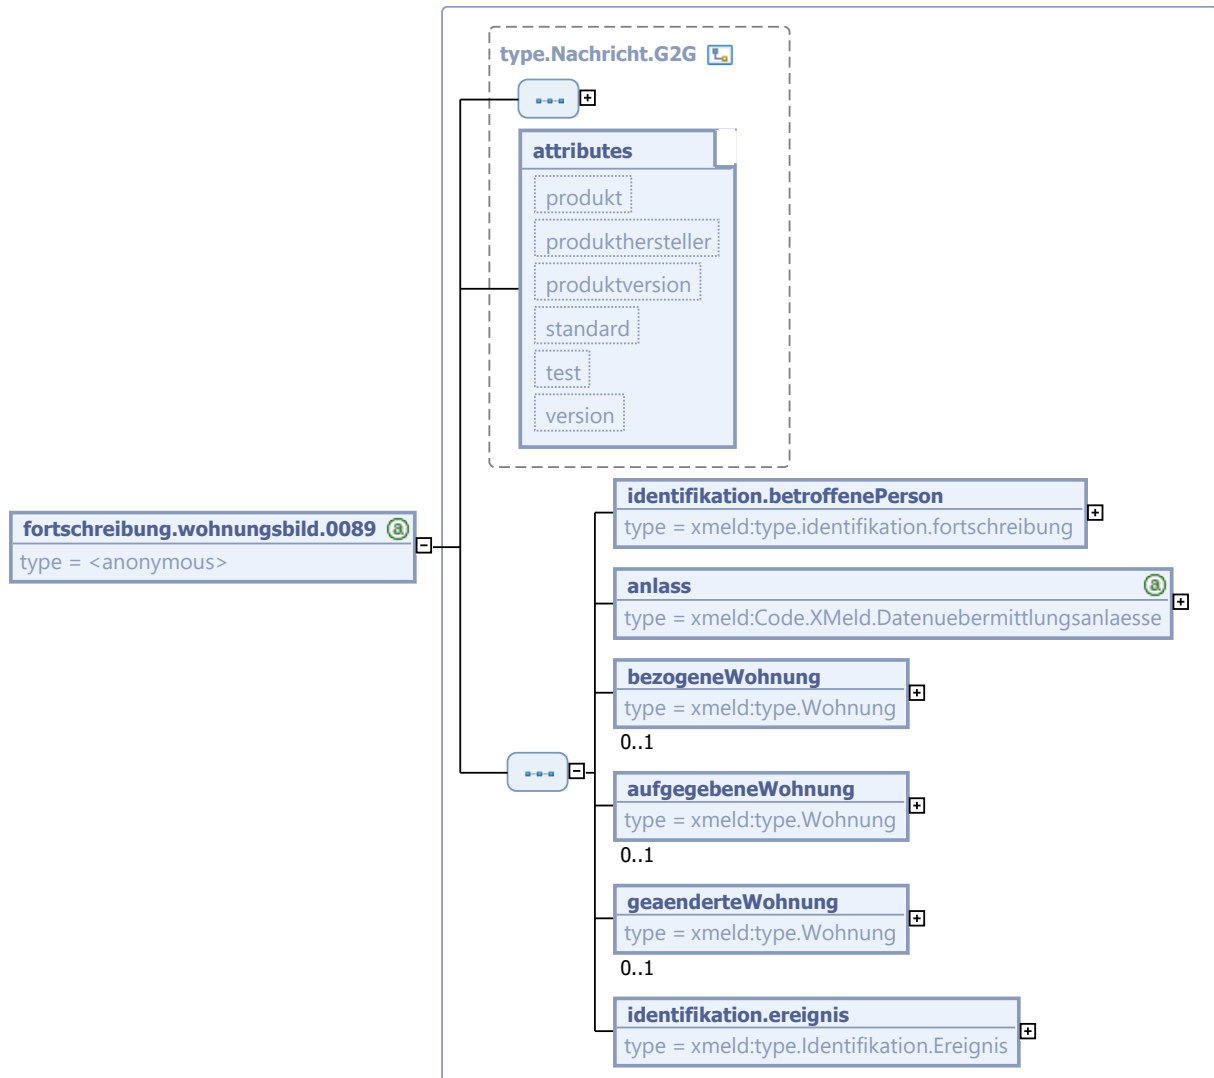 type.Nachricht.G2G
attributes
produkt
produkthersteller
produktversion
standard
test
version
fortschreibung.wohnungsbild.0089 a
type = <anonymous>
identifikation.betroffenePerson
type = xmeld:type.identifikation.fortschreibung
anlass a
type = xmeld:Code.XMeld.Datenuebermittlungsanlaesse
bezogeneWohnung
type = xmeld:type.Wohnung
0..1
aufgegebeneWohnung
type = xmeld:type.Wohnung
0..1
geaenderteWohnung
type = xmeld:type.Wohnung
0..1
identifikation.ereignis
type = xmeld:type.Identifikation.Ereignis